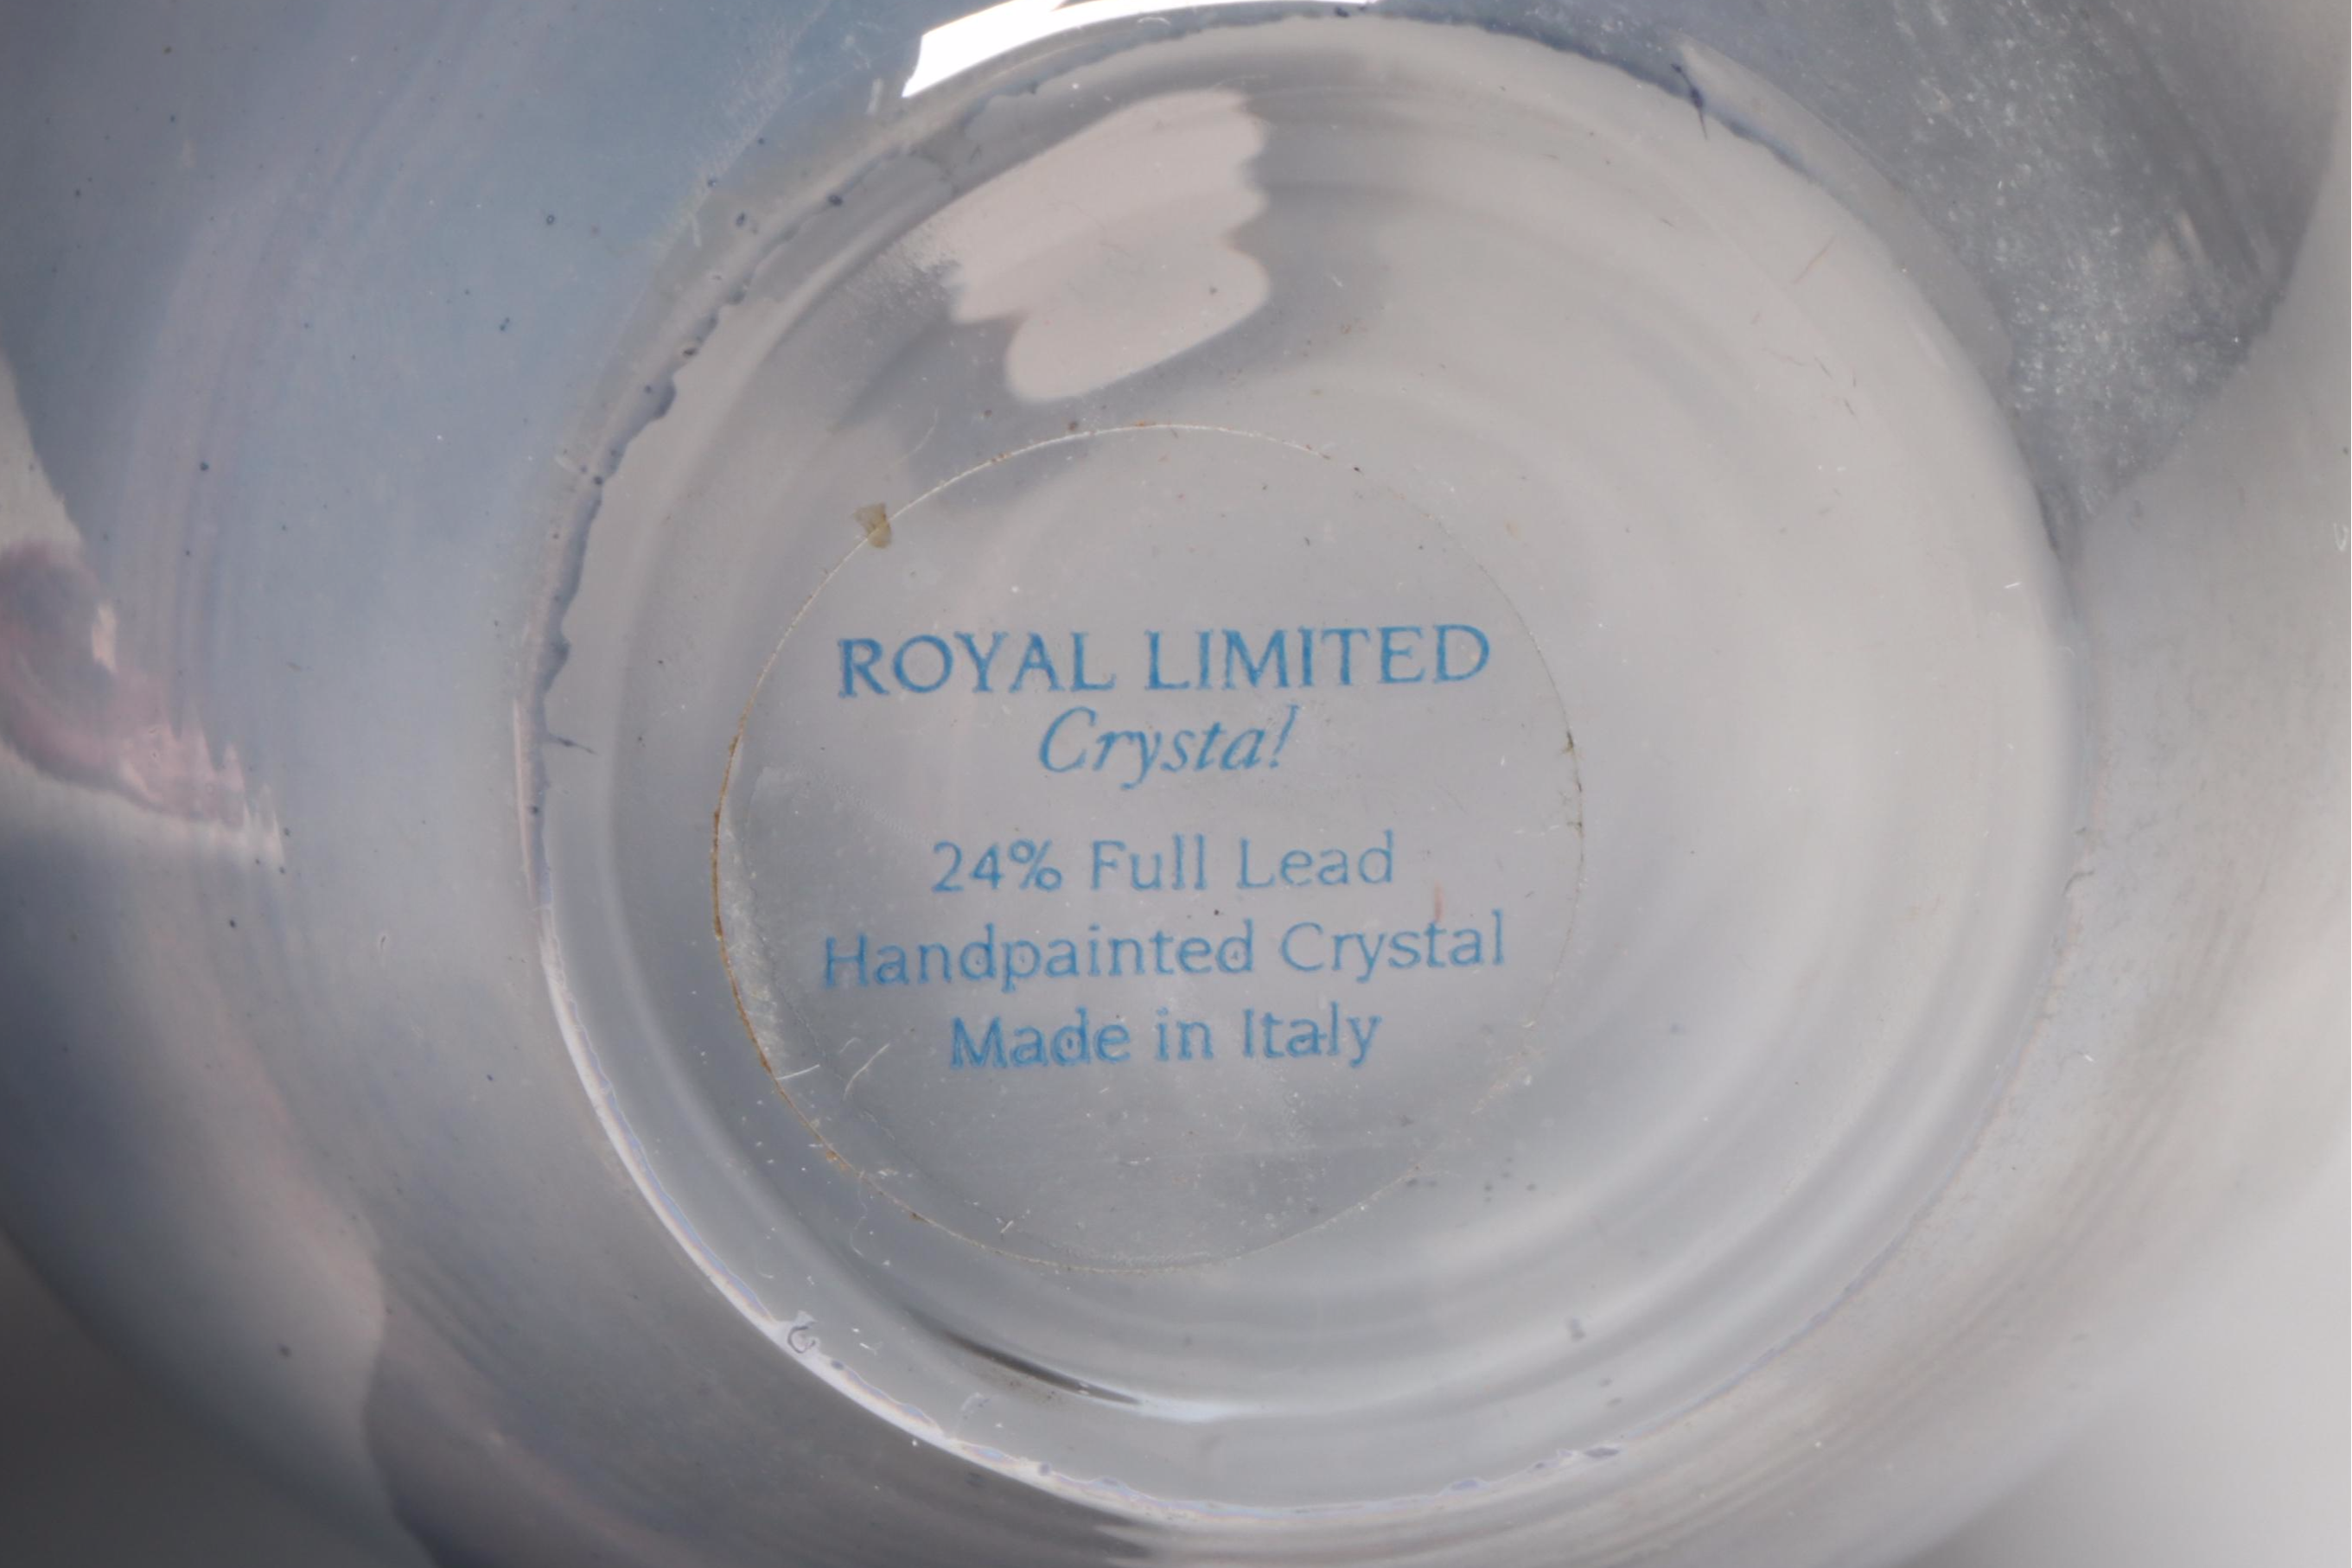 ROYAL LIMITED
Crystal
24% Full Lead
Handpainted Crystal
Made in Italy